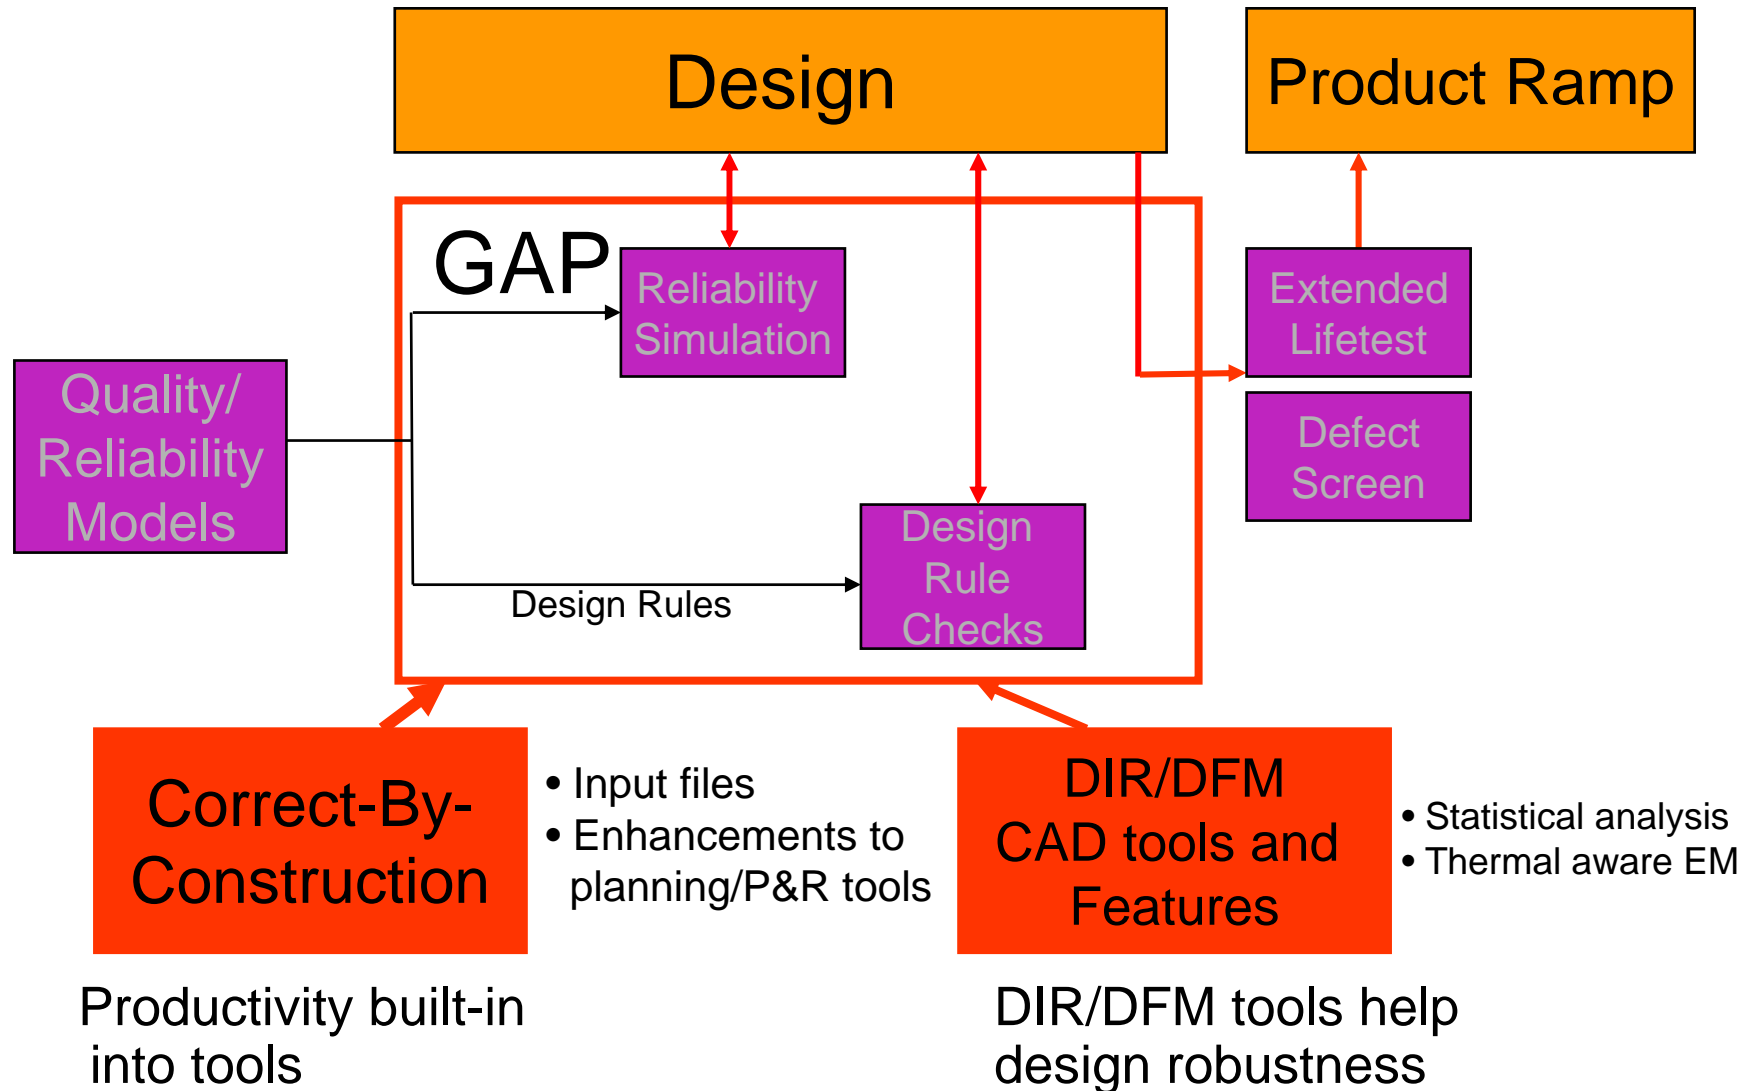 Design
Product Ramp
GAP
Reliability
Simulation
Extended
Lifetest
Quality/
Reliability
Models
Defect
Screen
Design
Rule
Checks
Design Rules
Correct-By-
Construction
• Input files
• Enhancements to
planning/P&R tools
DIR/DFM
CAD tools and
Features
• Statistical analysis
• Thermal aware EM
Productivity built-in
into tools
DIR/DFM tools help
design robustness